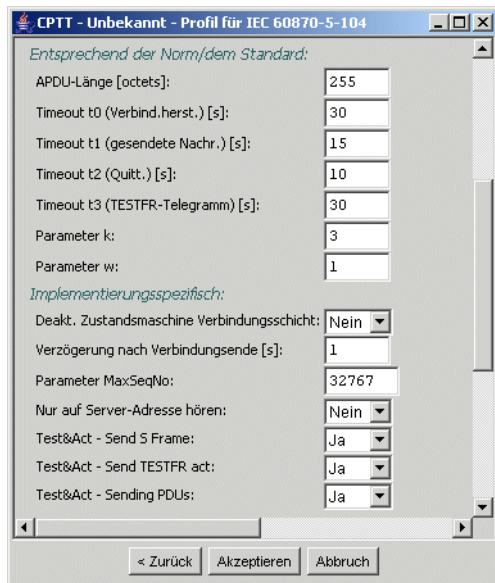 CPTT - Unbekannt - Profil für IEC 60870-5-104
Entsprechend der Norm/dem Standard:
APDU-Länge [octets]: 255
Timeout t0 (Verbind.herst.) [s]: 30
Timeout t1 (gesendete Nachr.) [s]: 15
Timeout t2 (Quitt.) [s]: 10
Timeout t3 (TESTFR-Telegramm) [s]: 30
Parameter k: 3
Parameter w: 1
Implementierungsspezifisch:
Deakt. Zustandsmaschine Verbindungsschicht: Nein
Verzögerung nach Verbindungsende [s]: 1
Parameter MaxSeqNo: 32767
Nur auf Server-Adresse hören: Nein
Test&Act - Send S Frame: Ja
Test&Act - Send TESTFR act: Ja
Test&Act - Sending PDUs: Ja
< Zurück Akzeptieren Abbruch